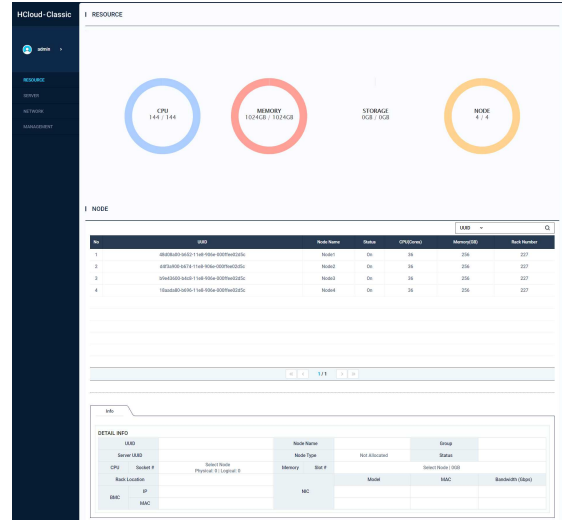 HCloud-Classic
RESOURCE
admin >
RESOURCE
SERVER
NETWORK
MANAGEMENT
CPU
144 / 144
MEMORY
1024GB / 1024GB
STORAGE
0GB / 0GB
NODE
4 / 4
NODE
UUID
No UUID Node Name Status CPU(Cores) Memory(GB) Rack Number
1 Node1 On 36 256 227
2 Node2 On 36 256 227
3 Node3 On 36 256 227
4 Node4 On 36 256 227
1 / 1
Info
DETAIL INFO
UUID Node Name Group
Server UUID Node Type Not Allocated Status
CPU Socket # Select Node
Physical: 0 / Logical: 0 Memory Slot # Select Node / 0GB
Rack Location NIC Model MAC Bandwidth (Gbps)
BMC IP
MAC